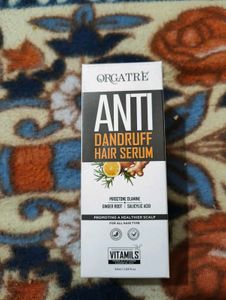 ORGATRE
ANTI
DANDRUFF
HAIR SERUM
PIROCTONE OLAMINE
GINGER ROOT | SALICYLIC ACID
PROMOTING A HEALTHIER SCALP
FOR ALL HAIR TYPE
VITAMILS